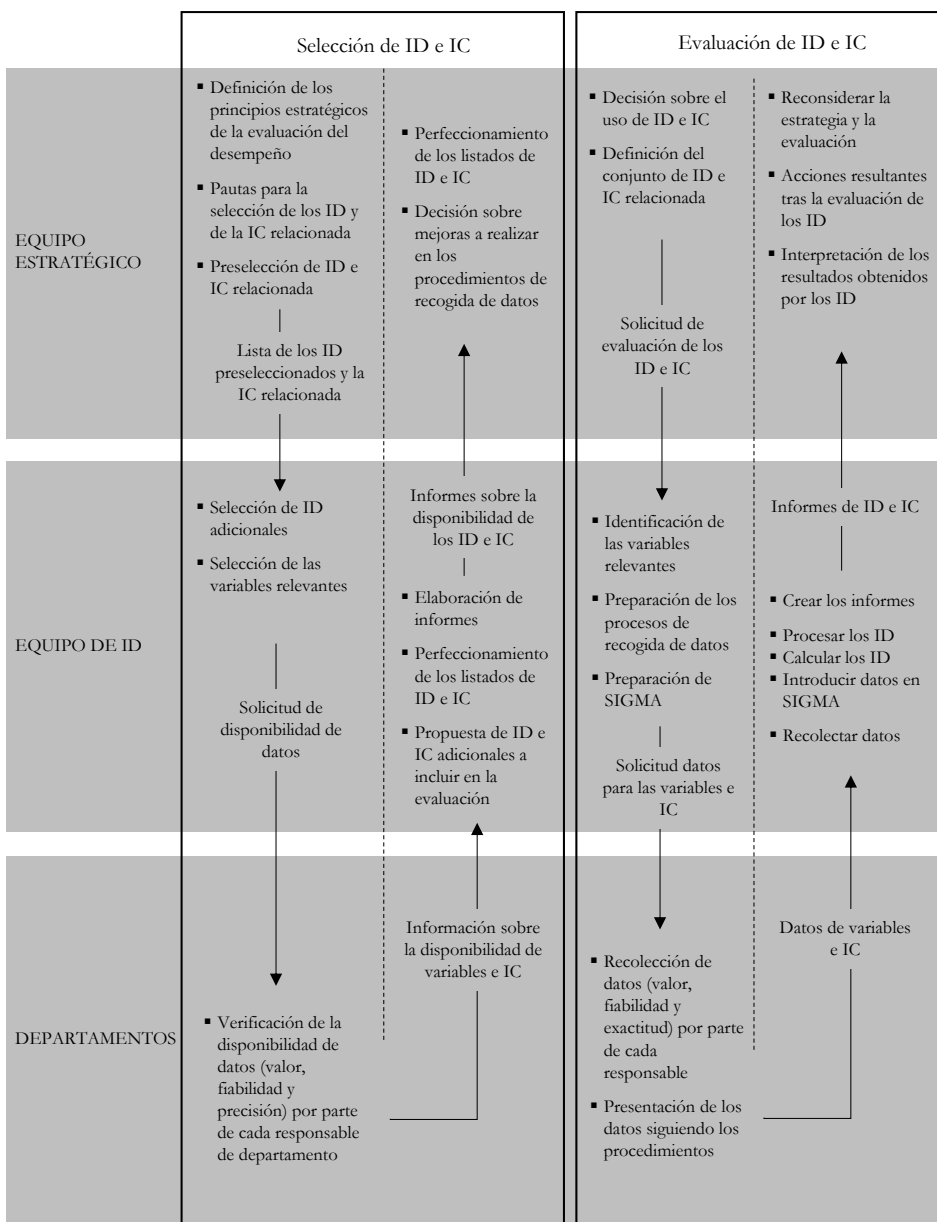 Selección de ID e IC
Evaluación de ID e IC
EQUIPO
ESTRATÉGICO
▪ Definición de los
principios estratégicos
de la evaluación del
desempeño
▪ Pautas para la
selección de los ID y
de la IC relacionada
▪ Preselección de ID e
IC relacionada
Lista de los ID
preseleccionados y la
IC relacionada
▪ Perfeccionamiento
de los listados de
ID e IC
▪ Decisión sobre
mejoras a realizar
en los
procedimientos de
recogida de datos
▪ Decisión sobre el
uso de ID e IC
▪ Definición del
conjunto de ID e
IC relacionada
Solicitud de
evaluación de los
ID e IC
▪ Reconsiderar la
estrategia y la
evaluación
▪ Acciones resultantes
tras la evaluación de
los ID
▪ Interpretación de los
resultados obtenidos
por los ID
EQUIPO DE ID
▪ Selección de ID
adicionales
▪ Selección de las
variables relevantes
Solicitud de
disponibilidad de
datos
Informes sobre la
disponibilidad de
los ID e IC
▪ Elaboración de
informes
▪ Perfeccionamiento
de los listados de
ID e IC
▪ Propuesta de ID e
IC adicionales a
incluir en la
evaluación
▪ Identificación de
las variables
relevantes
▪ Preparación de los
procesos de
recogida de datos
▪ Preparación de
SIGMA
Solicitud datos
para las variables e
IC
Informes de ID e IC
▪ Crear los informes
▪ Procesar los ID
▪ Calcular los ID
▪ Introducir datos en
SIGMA
▪ Recolectar datos
DEPARTAMENTOS
▪ Verificación de la
disponibilidad de
datos (valor,
fiabilidad y
precisión) por parte
de cada responsable
de departamento
Información sobre
la disponibilidad de
variables e IC
▪ Recolección de
datos (valor,
fiabilidad y
exactitud) por parte
de cada
responsable
▪ Presentación de los
datos siguiendo los
procedimientos
Datos de variables
e IC